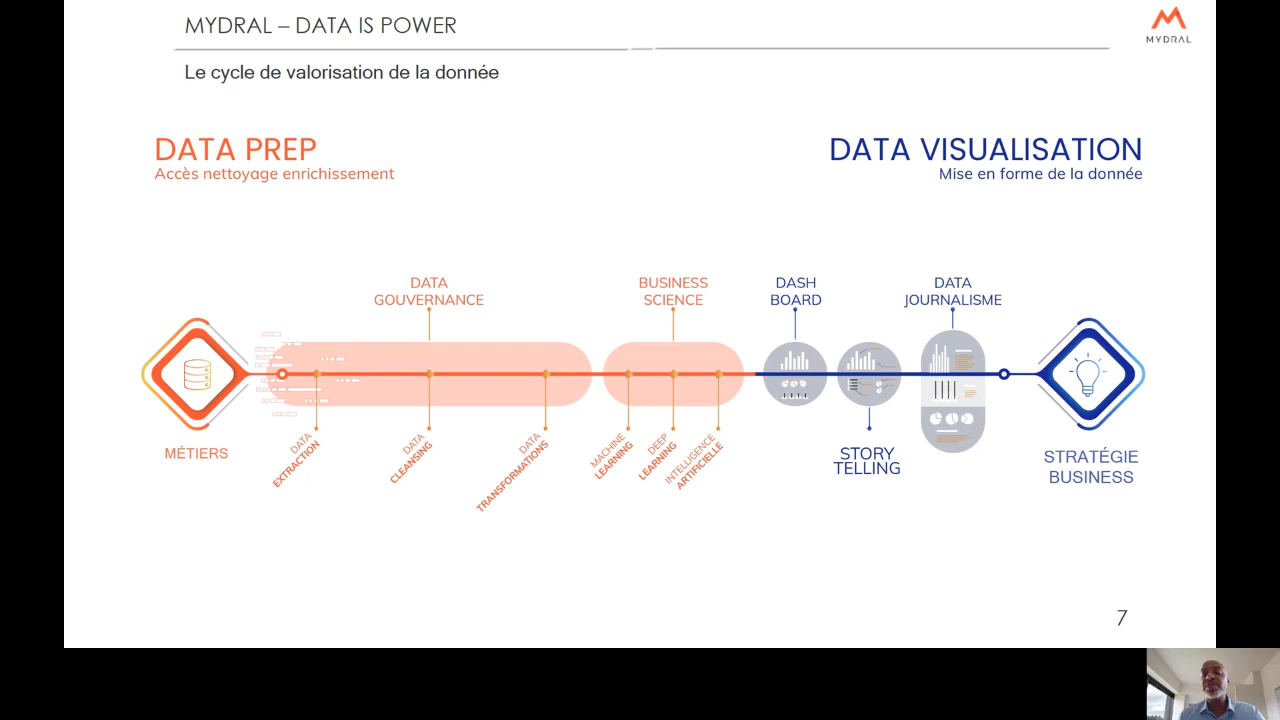 MYDRAL – DATA IS POWER
MYDRAL
Le cycle de valorisation de la donnée
DATA PREP
Accès nettoyage enrichissement
DATA VISUALISATION
Mise en forme de la donnée
DATA
GOUVERNANCE
BUSINESS
SCIENCE
DASH
BOARD
DATA
JOURNALISME
MÉTIERS
DATA
EXTRACTION
DATA
CLEANSING
DATA
TRANSFORMATIONS
MACHINE
LEARNING
DEEP
LEARNING
INTELLIGENCE
ARTIFICIELLE
STORY
TELLING
STRATÉGIE
BUSINESS
7